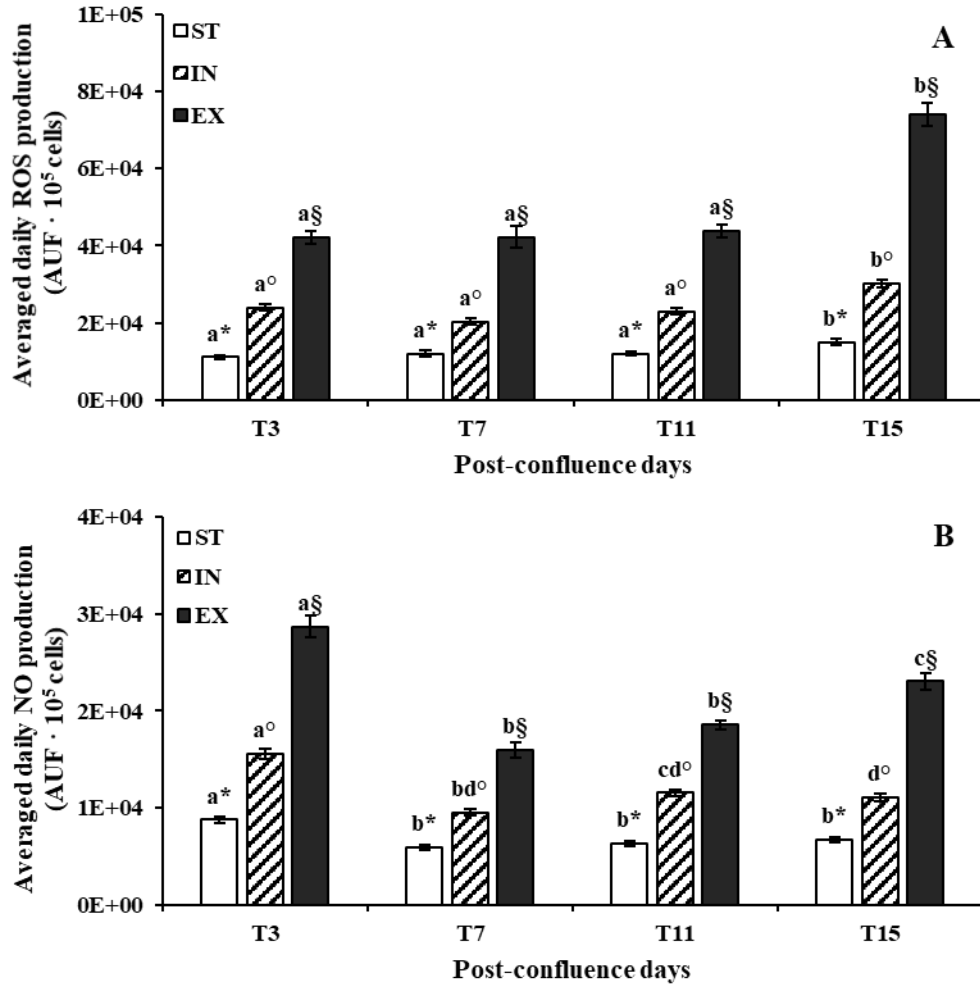 1E+05
8E+04
6E+04
4E+04
2E+04
0E+00
Averaged daily ROS production
(AUF · 10⁵ cells)
ST
IN
EX
A
a* a° a§ a* a° a§ a* a° a§ b* b° b§
T3 T7 T11 T15
Post-confluence days
4E+04
3E+04
2E+04
1E+04
0E+00
Averaged daily NO production
(AUF · 10⁵ cells)
ST
IN
EX
B
a* a° a§ b* bd° b§ b* cd° b§ b* d° c§
T3 T7 T11 T15
Post-confluence days